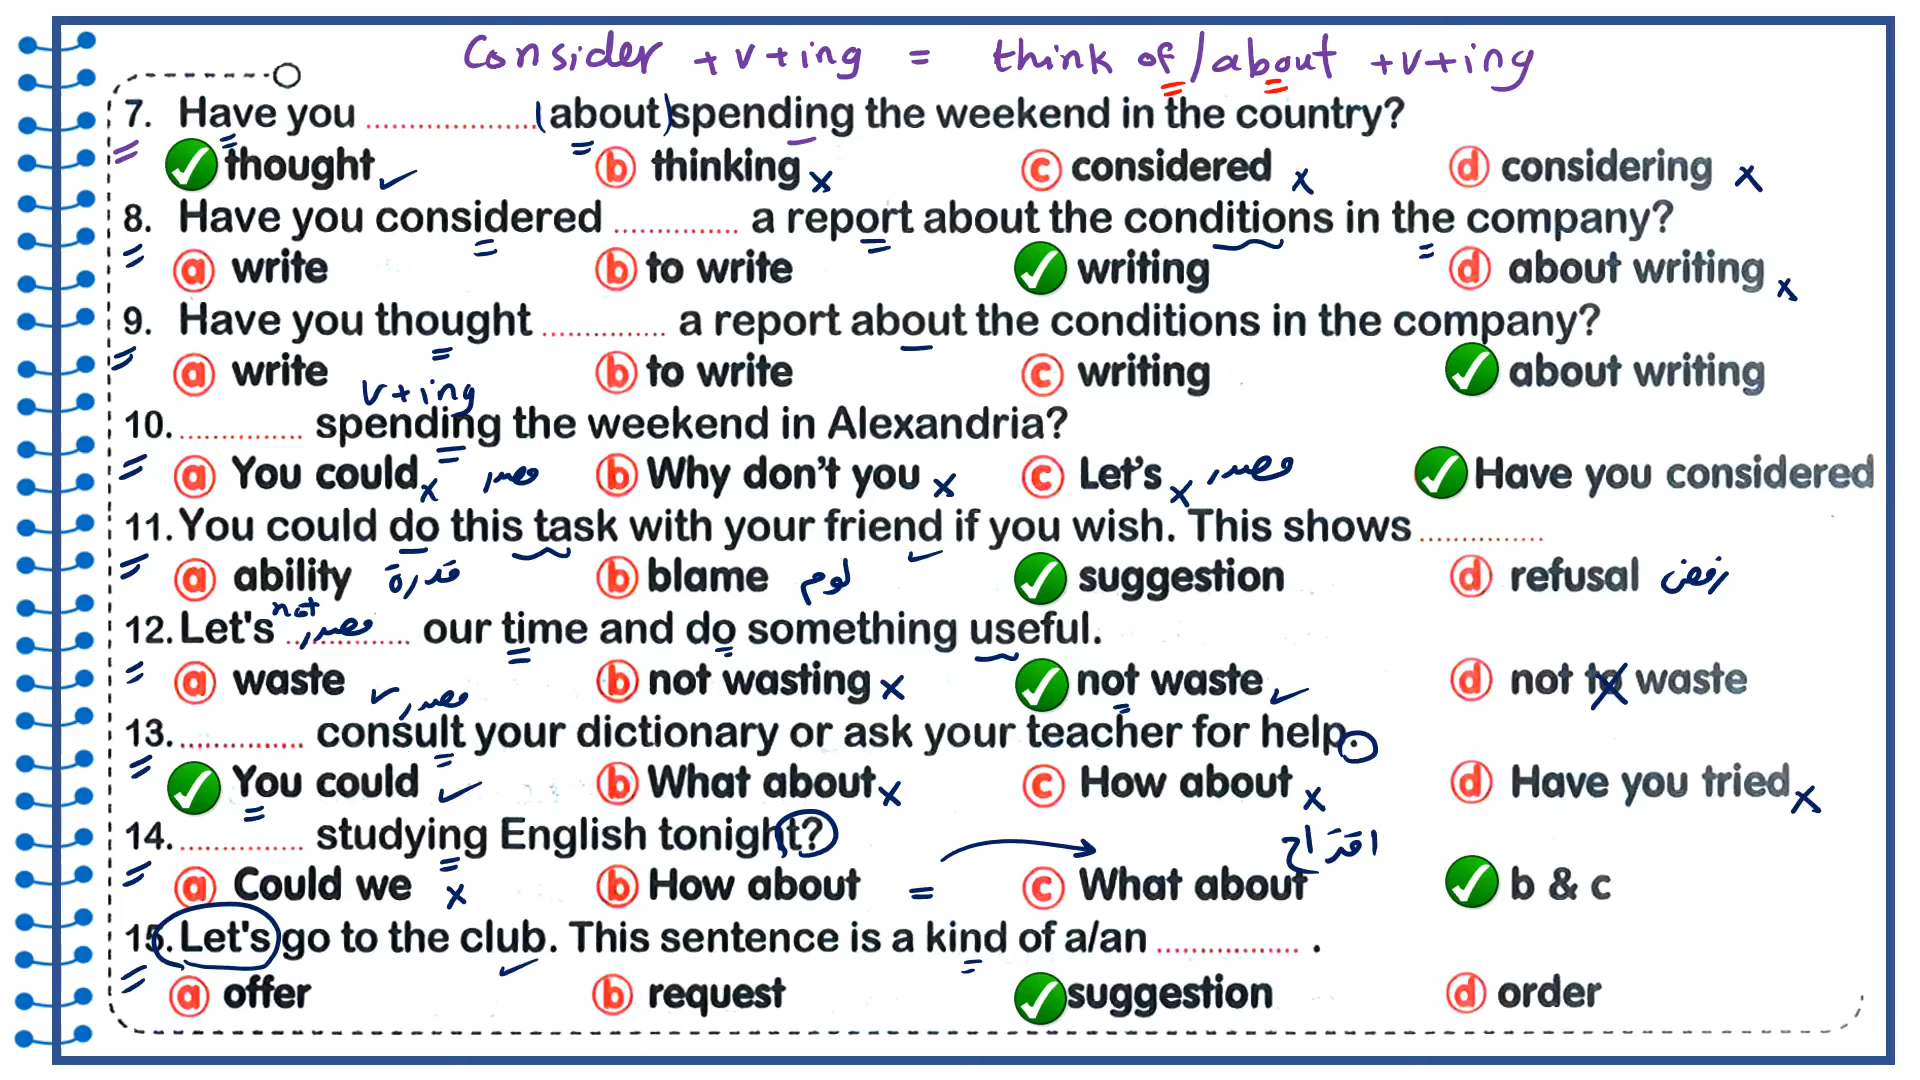 Consider + v + ing = think of / about + v + ing
7. Have you .................. (about) spending the weekend in the country?
thought ⓑ thinking x ⓒ considered x ⓓ considering x
8. Have you considered ............... a report about the conditions in the company?
ⓐ write ⓑ to write writing ⓓ about writing x
9. Have you thought ............... a report about the conditions in the company?
ⓐ write ⓑ to write ⓒ writing about writing
v + ing
10. ............... spending the weekend in Alexandria?
ⓐ You could x مصدر ⓑ Why don't you x ⓒ Let's x مصدر Have you considered
11. You could do this task with your friend if you wish. This shows ...............
ⓐ ability قدرة ⓑ blame لوم suggestion ⓓ refusal رفض
not
12. Let's ............... مصدر our time and do something useful.
ⓐ waste ⓑ not wasting x not waste ⓓ not to waste
مصدر
13. ............... consult your dictionary or ask your teacher for help.
You could ⓑ What about x ⓒ How about x ⓓ Have you tried x
14. ............... studying English tonight? اقتراح
ⓐ Could we x ⓑ How about = ⓒ What about b & c
15. Let's go to the club. This sentence is a kind of a/an ................ .
ⓐ offer ⓑ request suggestion ⓓ order